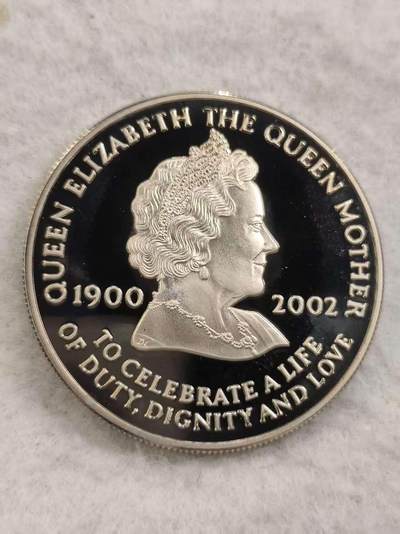 QUEEN ELIZABETH THE QUEEN MOTHER
1900 2002
TO CELEBRATE A LIFE
OF DUTY, DIGNITY AND LOVE